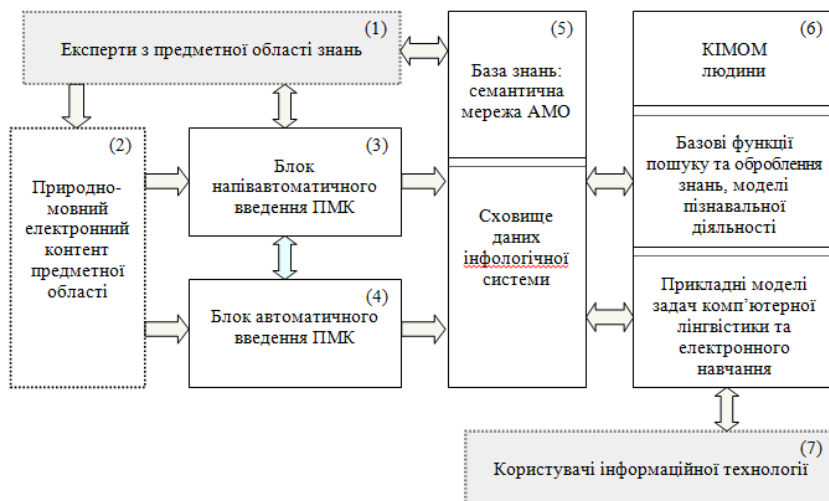 (1)
Експерти з предметної області знань
(2)
Природно-
мовний
електронний
контент
предметної
області
(3)
Блок
напівавтоматичного
введення ПМК
(4)
Блок автоматичного
введення ПМК
(5)
База знань:
семантична
мережа АМО
Сховище
даних
інфологічної
системи
(6)
КІМОМ
людини
Базові функції
пошуку та оброблення
знань, моделі
пізнавальної
діяльності
Прикладні моделі
задач комп’ютерної
лінгвістики та
електронного
навчання
(7)
Користувачі інформаційної технології